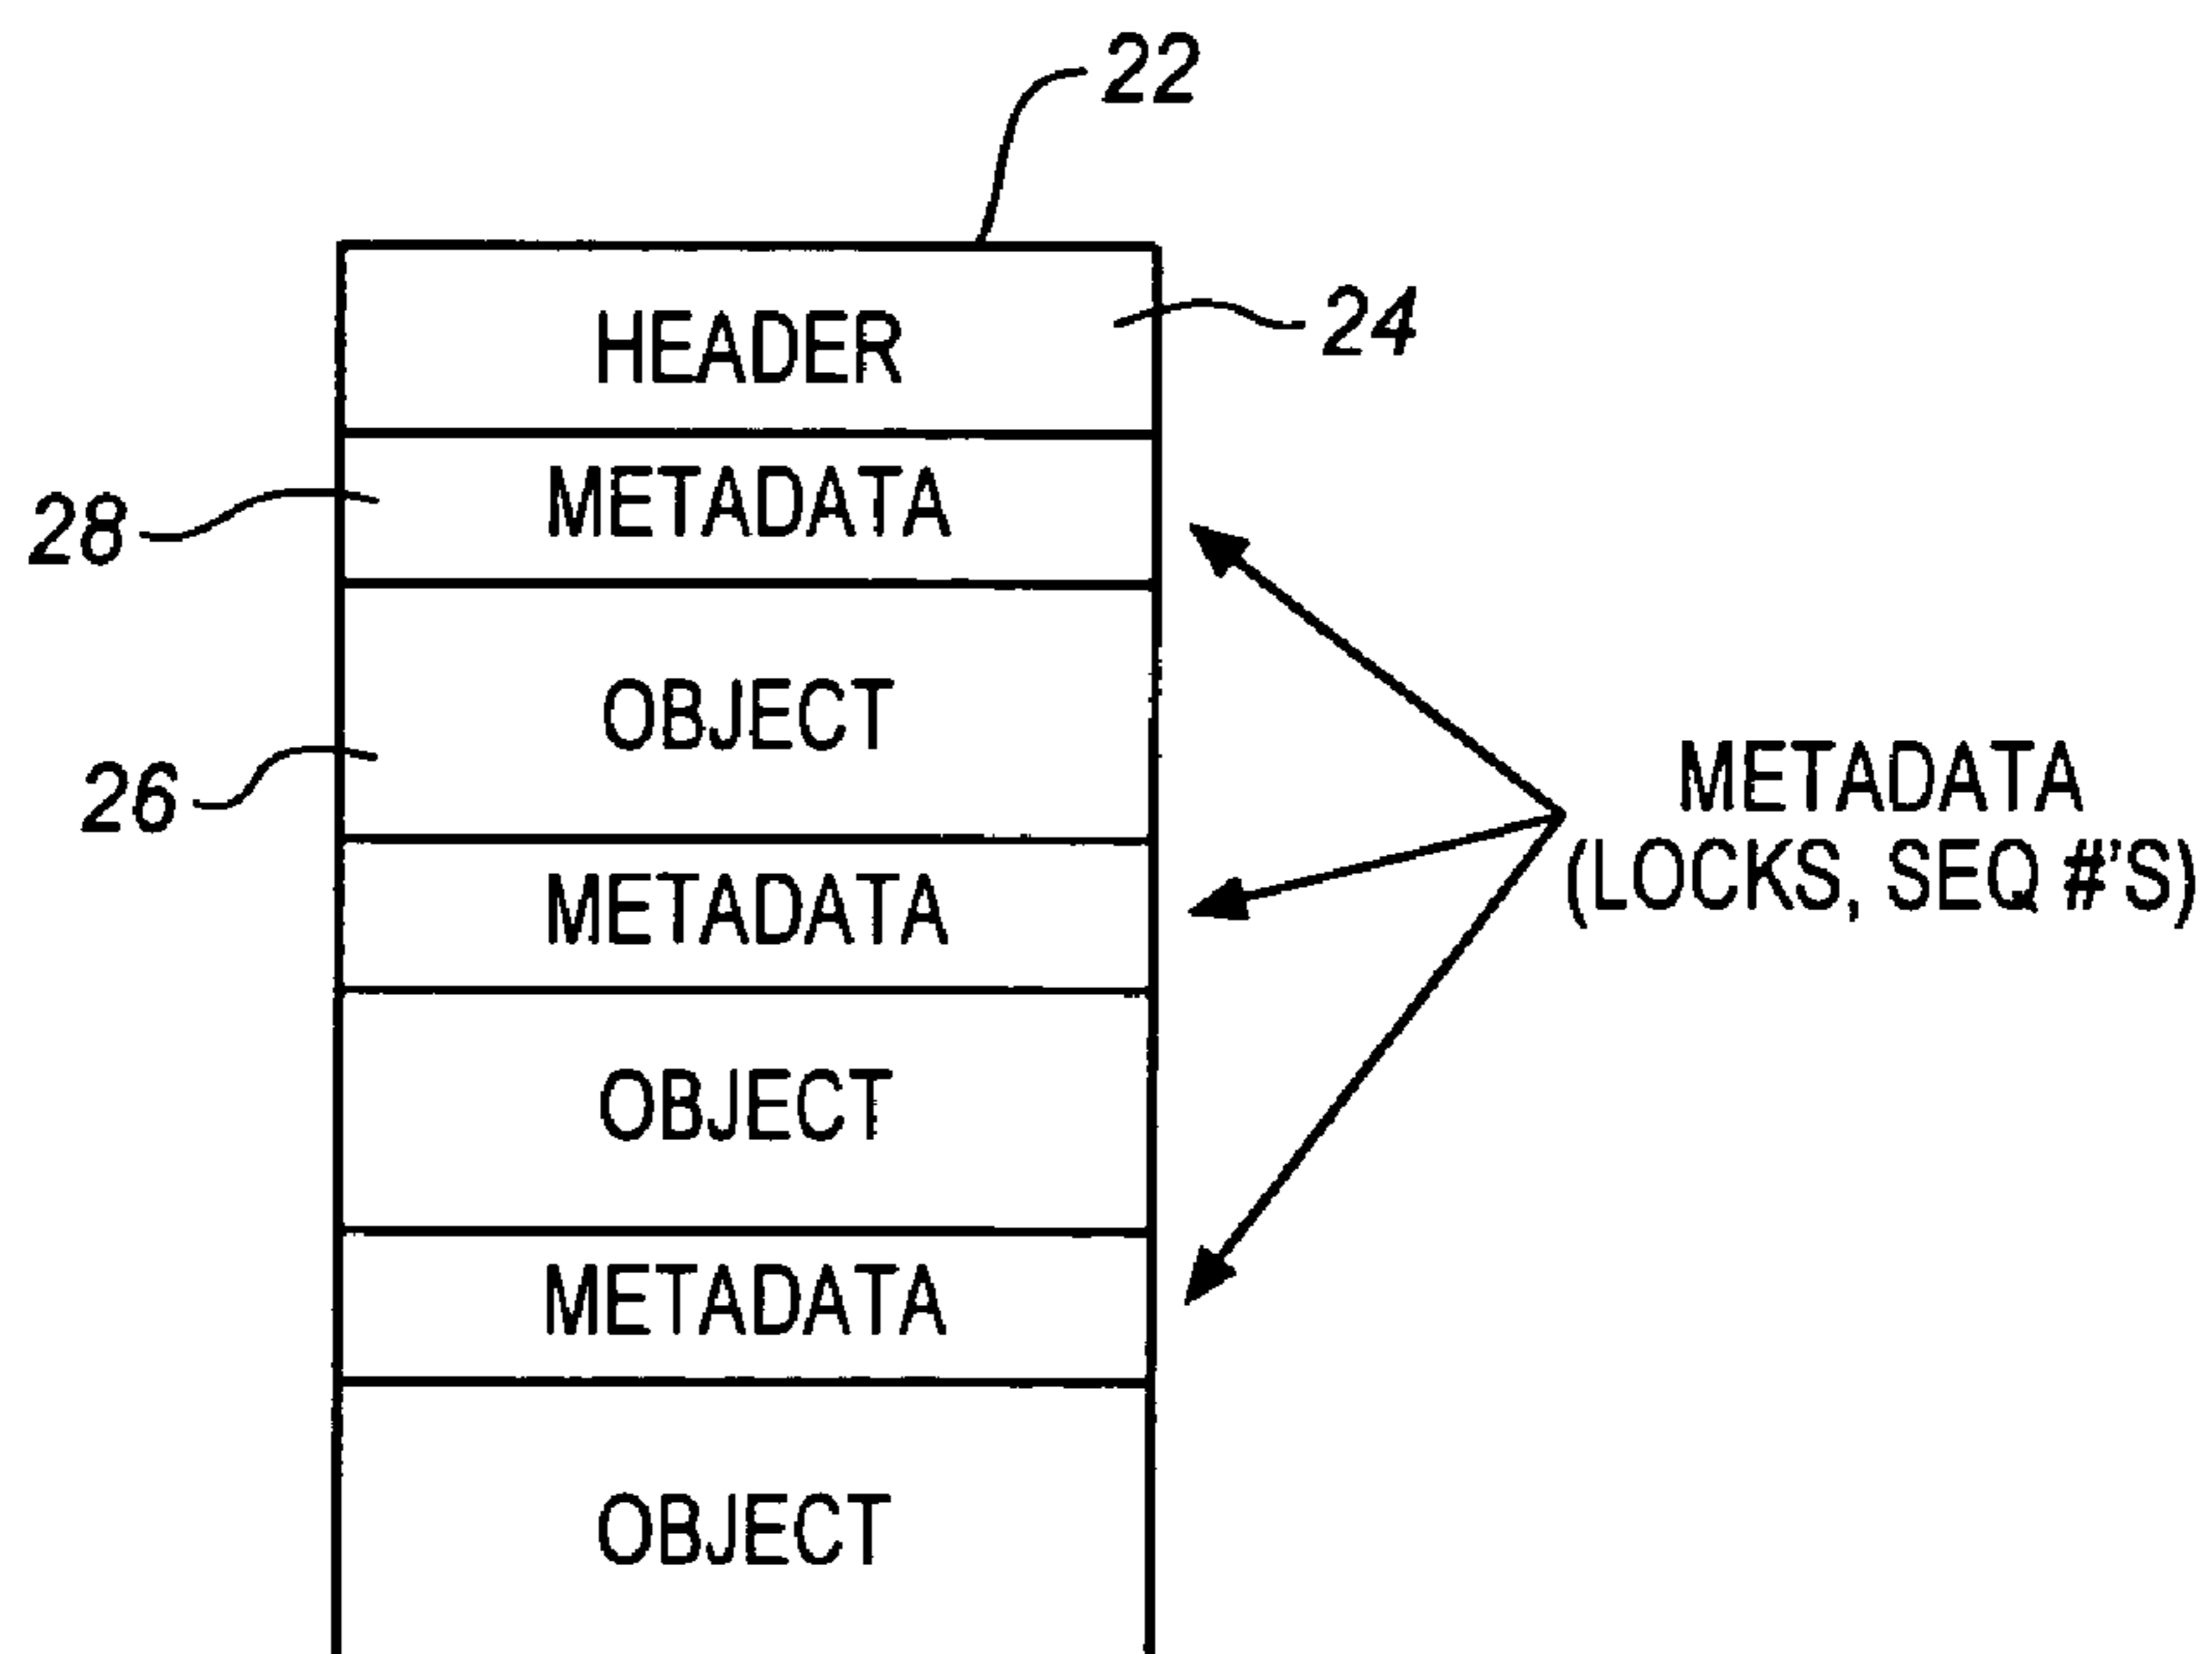 22
HEADER
24
METADATA
28
OBJECT
26
METADATA
(LOCKS, SEQ #'S)
METADATA
OBJECT
METADATA
OBJECT